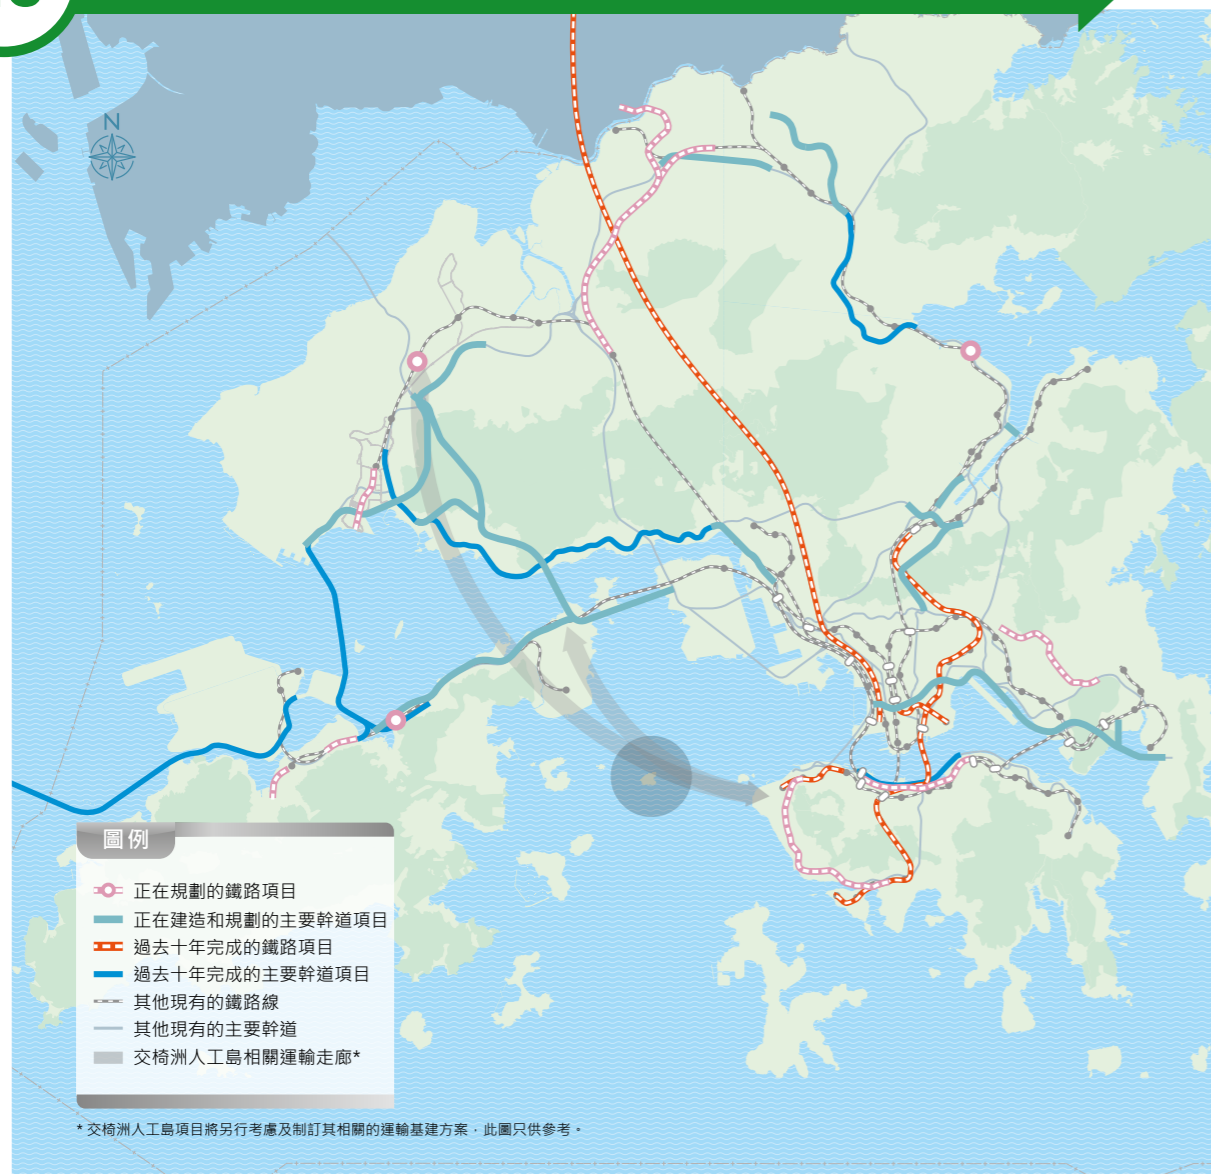 N
圖例
正在規劃的鐵路項目
正在建造和規劃的主要幹道項目
過去十年完成的鐵路項目
過去十年完成的主要幹道項目
其他現有的鐵路線
其他現有的主要幹道
交椅洲人工島相關運輸走廊*
* 交椅洲人工島項目將另行考慮及制訂其相關的運輸基建方案，此圖只供參考。